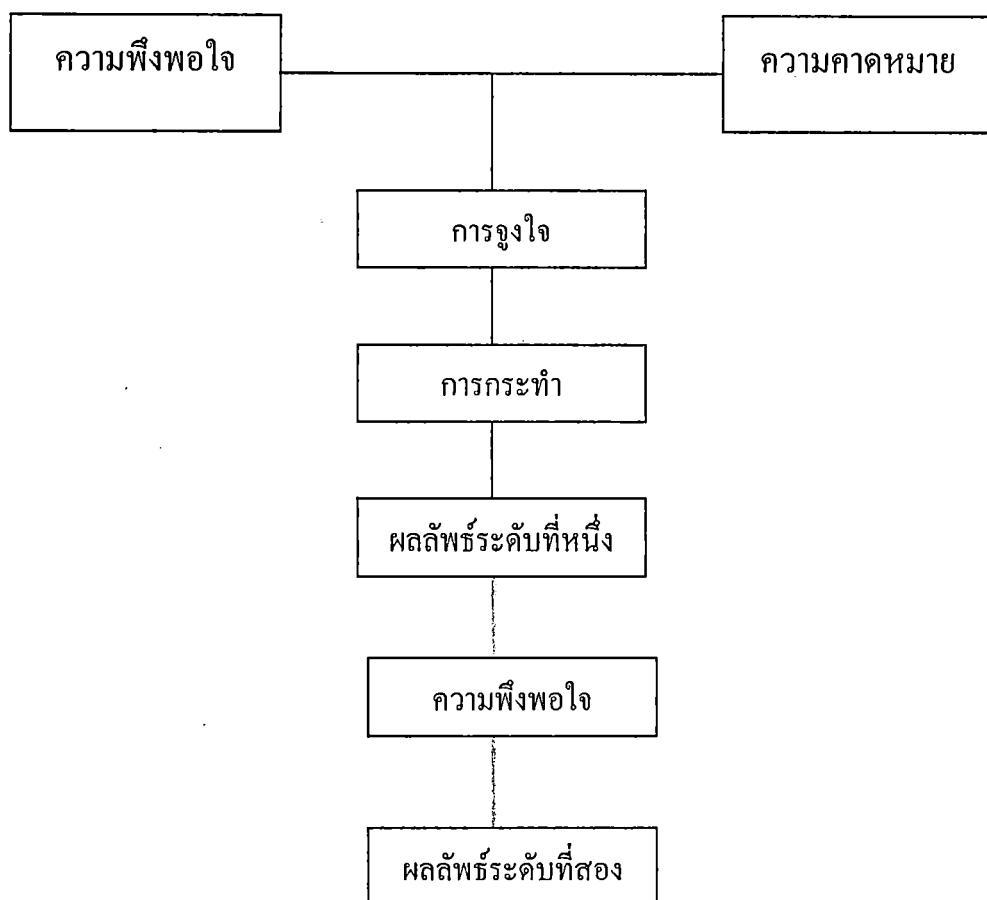 ความพึงพอใจ
ความคาดหมาย
การจูงใจ
การกระทำ
ผลลัพธ์ระดับที่หนึ่ง
ความพึงพอใจ
ผลลัพธ์ระดับที่สอง